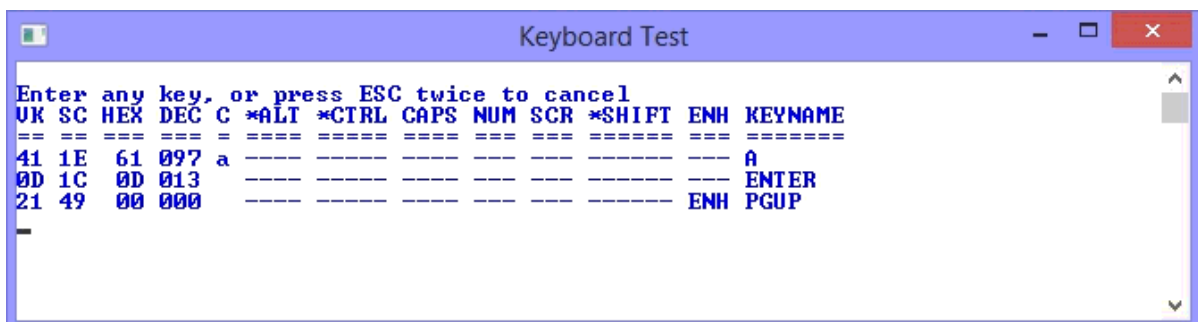 Keyboard Test
Enter any key, or press ESC twice to cancel
VK SC HEX DEC C *ALT *CTRL CAPS NUM SCR *SHIFT ENH KEYNAME
== == === === = ==== ===== ==== === === ====== === =======
41 1E  61 097 a ---- ----- ---- --- --- ------ --- A
0D 1C  0D 013   ---- ----- ---- --- --- ------ --- ENTER
21 49  00 000   ---- ----- ---- --- --- ------ ENH PGUP